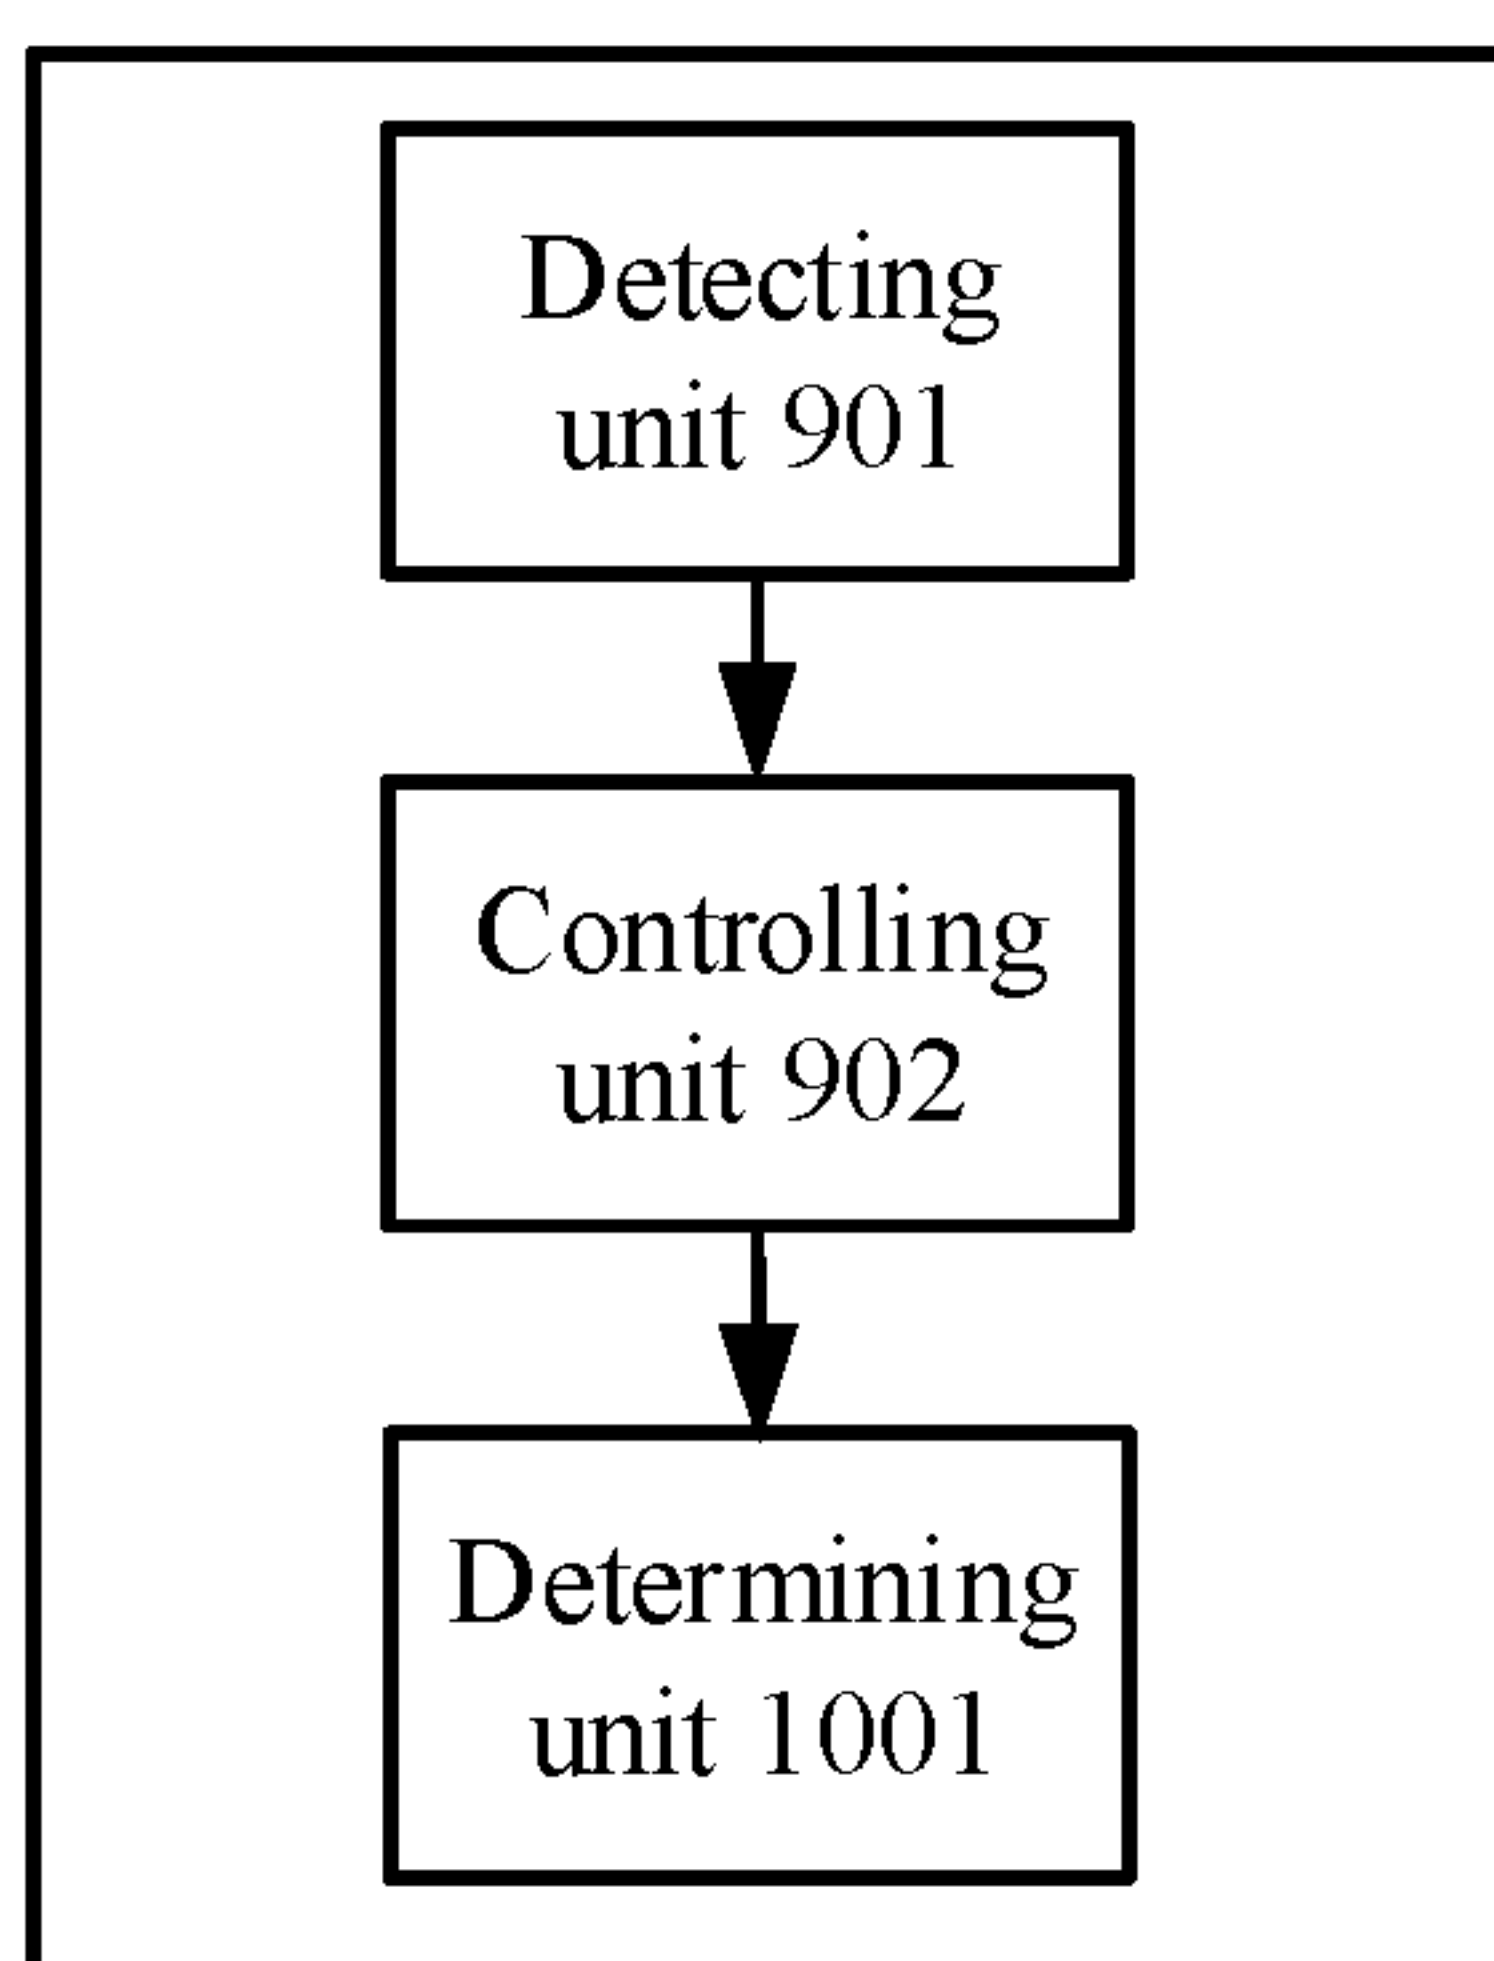 Detecting
unit 901
Controlling
unit 902
Determining
unit 1001